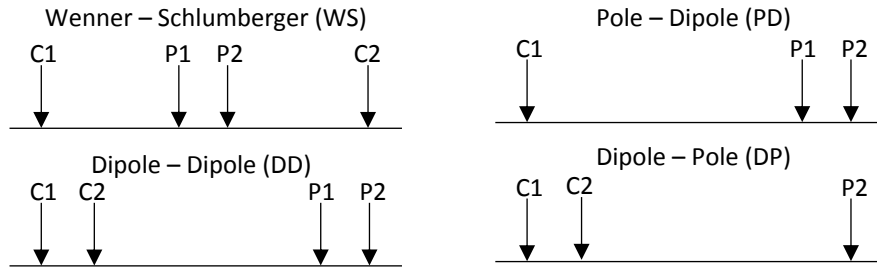 Wenner – Schlumberger (WS)
C1 P1 P2 C2
Pole – Dipole (PD)
C1 P1 P2
Dipole – Dipole (DD)
C1 C2 P1 P2
Dipole – Pole (DP)
C1 C2 P2